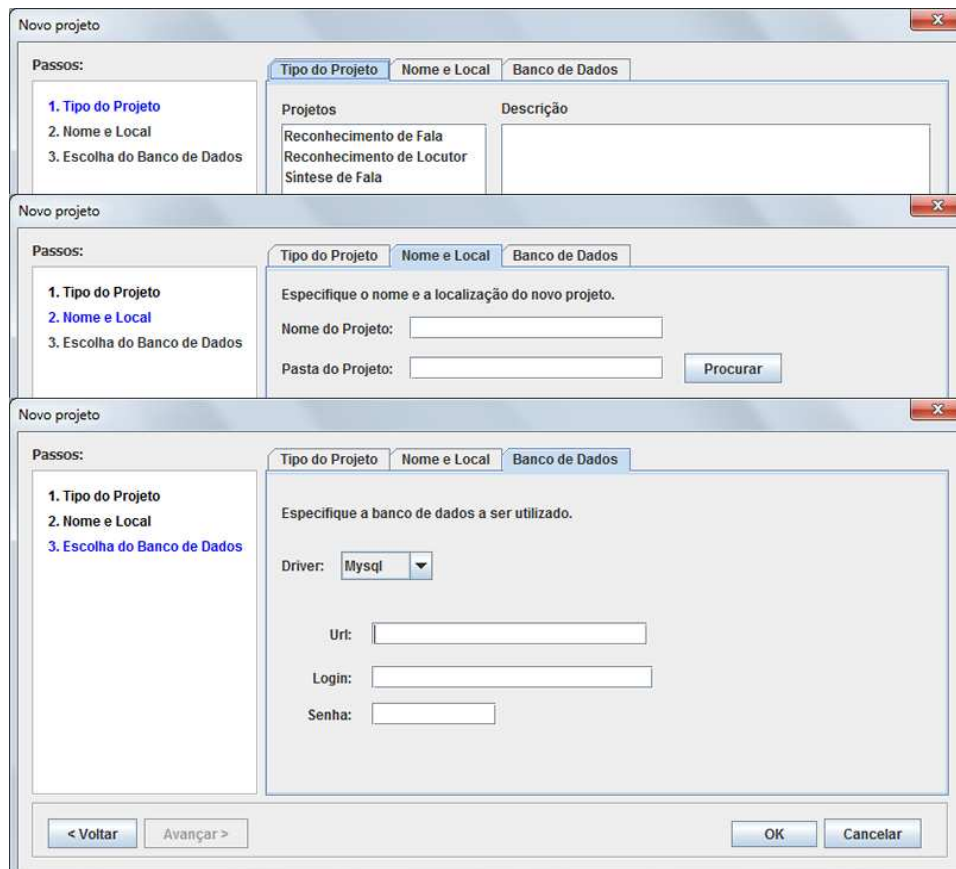 Novo projeto
Passos:
1. Tipo do Projeto
2. Nome e Local
3. Escolha do Banco de Dados
Tipo do Projeto Nome e Local Banco de Dados
Projetos Descrição
Reconhecimento de Fala
Reconhecimento de Locutor
Síntese de Fala
Novo projeto
Passos:
1. Tipo do Projeto
2. Nome e Local
3. Escolha do Banco de Dados
Tipo do Projeto Nome e Local Banco de Dados
Especifique o nome e a localização do novo projeto.
Nome do Projeto:
Pasta do Projeto: Procurar
Novo projeto
Passos:
1. Tipo do Projeto
2. Nome e Local
3. Escolha do Banco de Dados
Tipo do Projeto Nome e Local Banco de Dados
Especifique a banco de dados a ser utilizado.
Driver: Mysql
Url:
Login:
Senha:
< Voltar Avançar > OK Cancelar